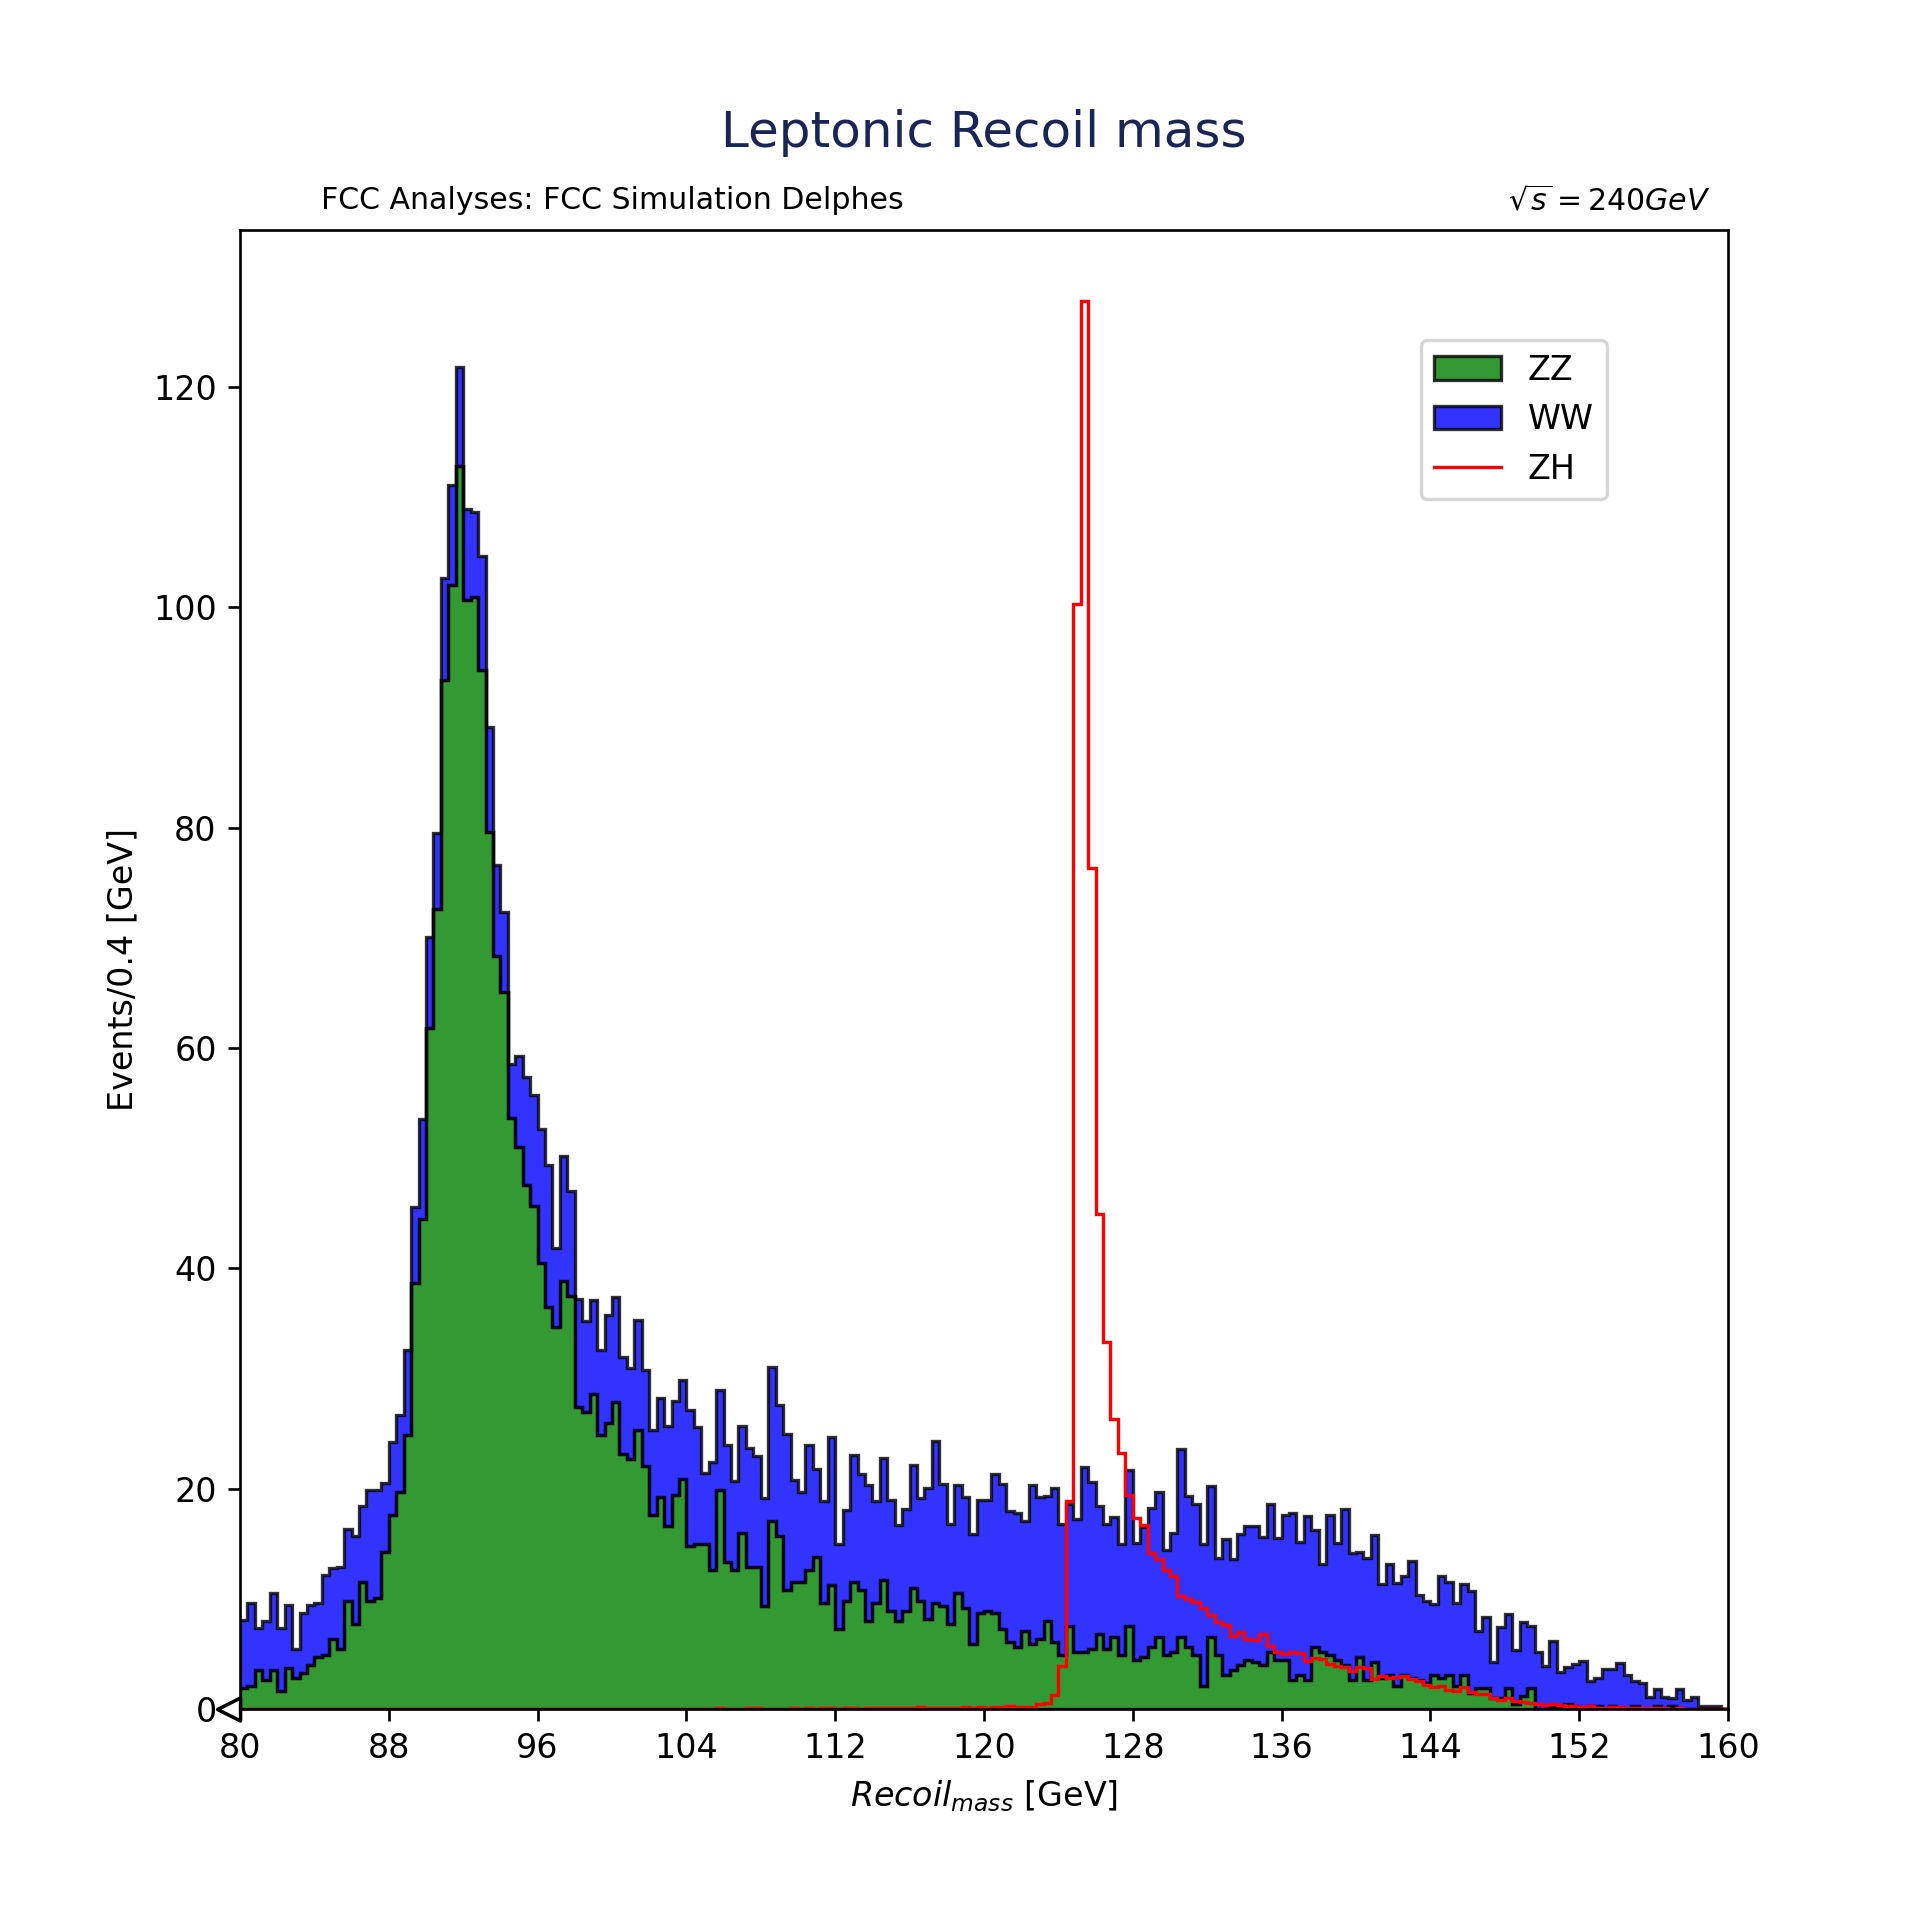 Leptonic Recoil mass
FCC Analyses: FCC Simulation Delphes
√s = 240GeV
ZZ
WW
ZH
120
100
80
60
40
20
0
Events/0.4 [GeV]
80 88 96 104 112 120 128 136 144 152 160
Recoil_mass [GeV]